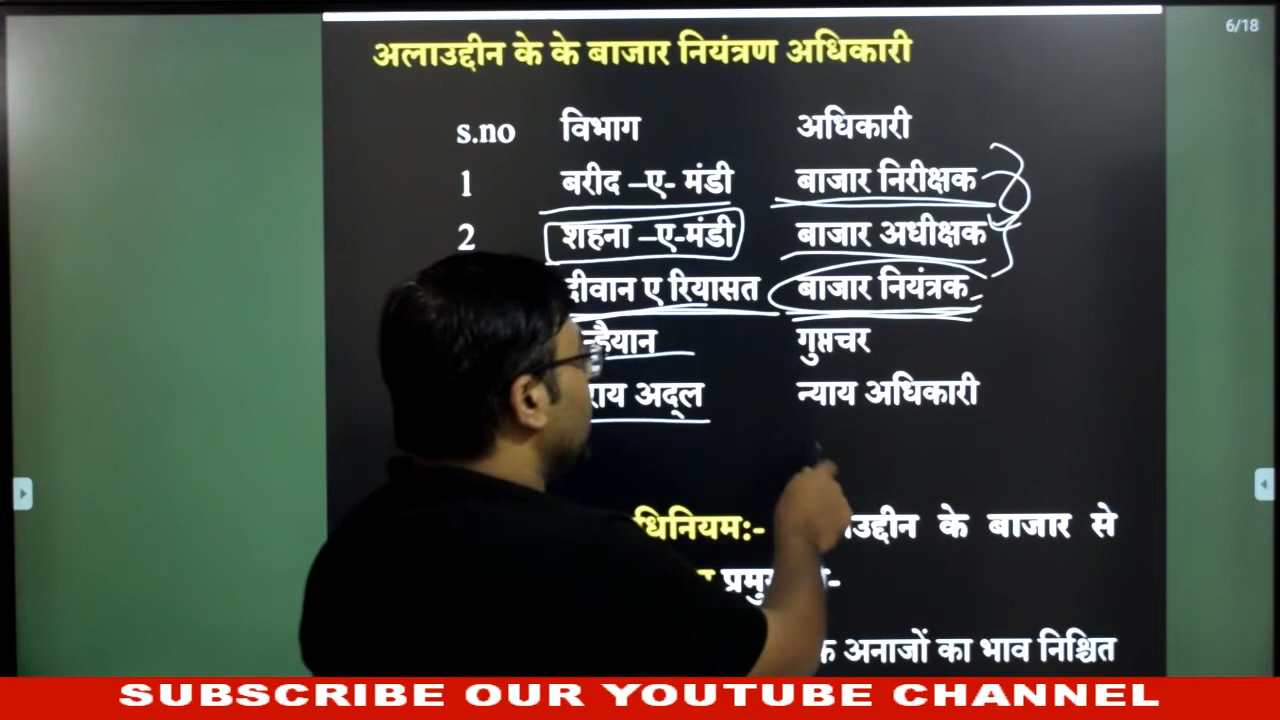 6/18
अलाउद्दीन के के बाजार नियंत्रण अधिकारी
s.no विभाग अधिकारी
1 बरीद –ए- मंडी बाजार निरीक्षक
2 शहना –ए-मंडी बाजार अधीक्षक
दीवान ए रियासत बाजार नियंत्रक
गुप्तचर
राय अद्ल न्याय अधिकारी
के बाजार से
अनाजों का भाव निश्चित
SUBSCRIBE OUR YOUTUBE CHANNEL